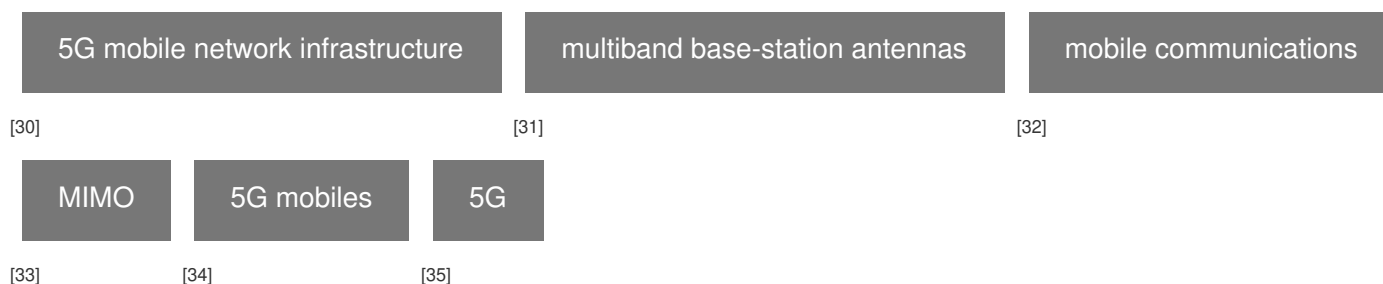 5G mobile network infrastructure multiband base-station antennas mobile communications
[30] [31] [32]
MIMO 5G mobiles 5G
[33] [34] [35]